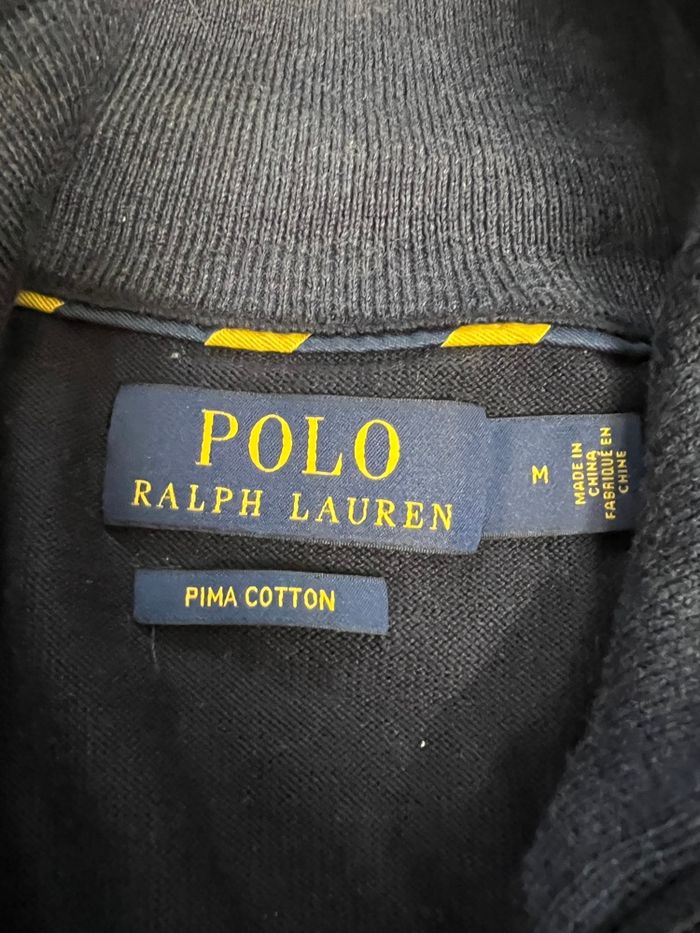 POLO
RALPH LAUREN
M
MADE IN
CHINA
FABRIQUÉ EN
CHINE
PIMA COTTON